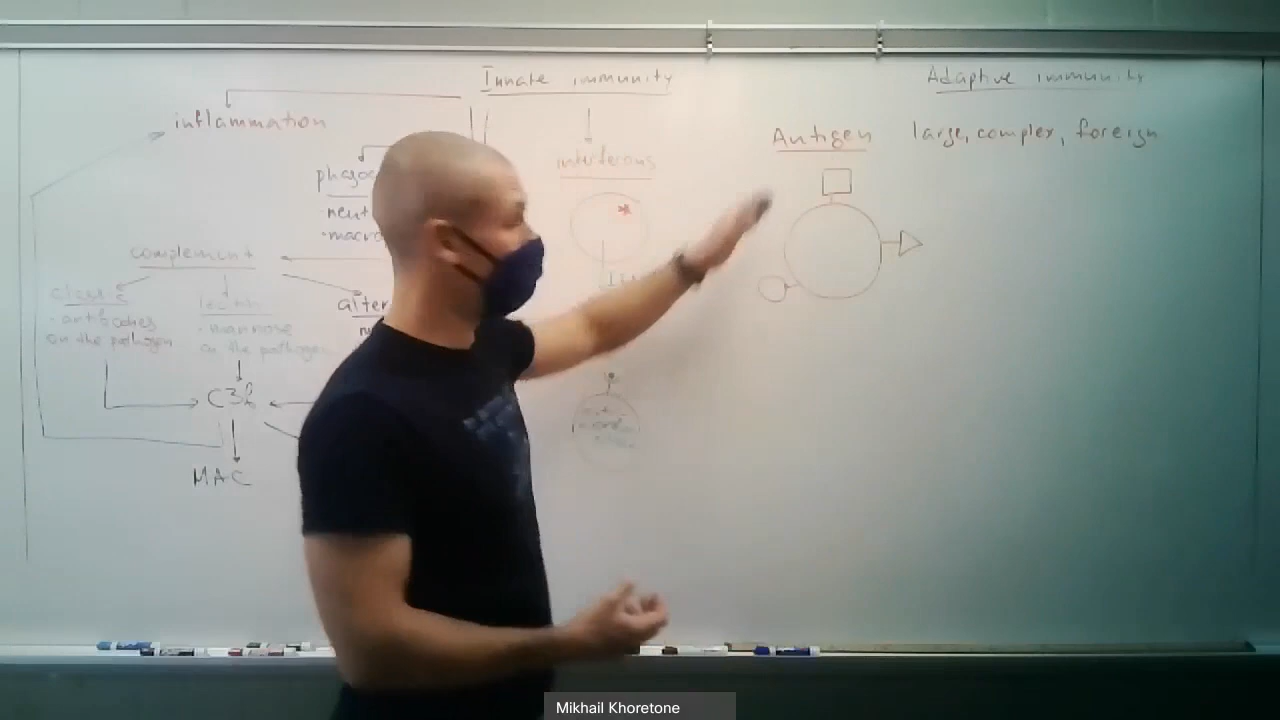 Innate immunity
Adaptive immunity
inflammation
Antigen large, complex, foreign
interferons
phago
· neut
· macro
complement
classic
· antibodies
on the pathogen
lectin
· mannose
on the pathogen
alter
C3b
MAC
Mikhail Khoretone